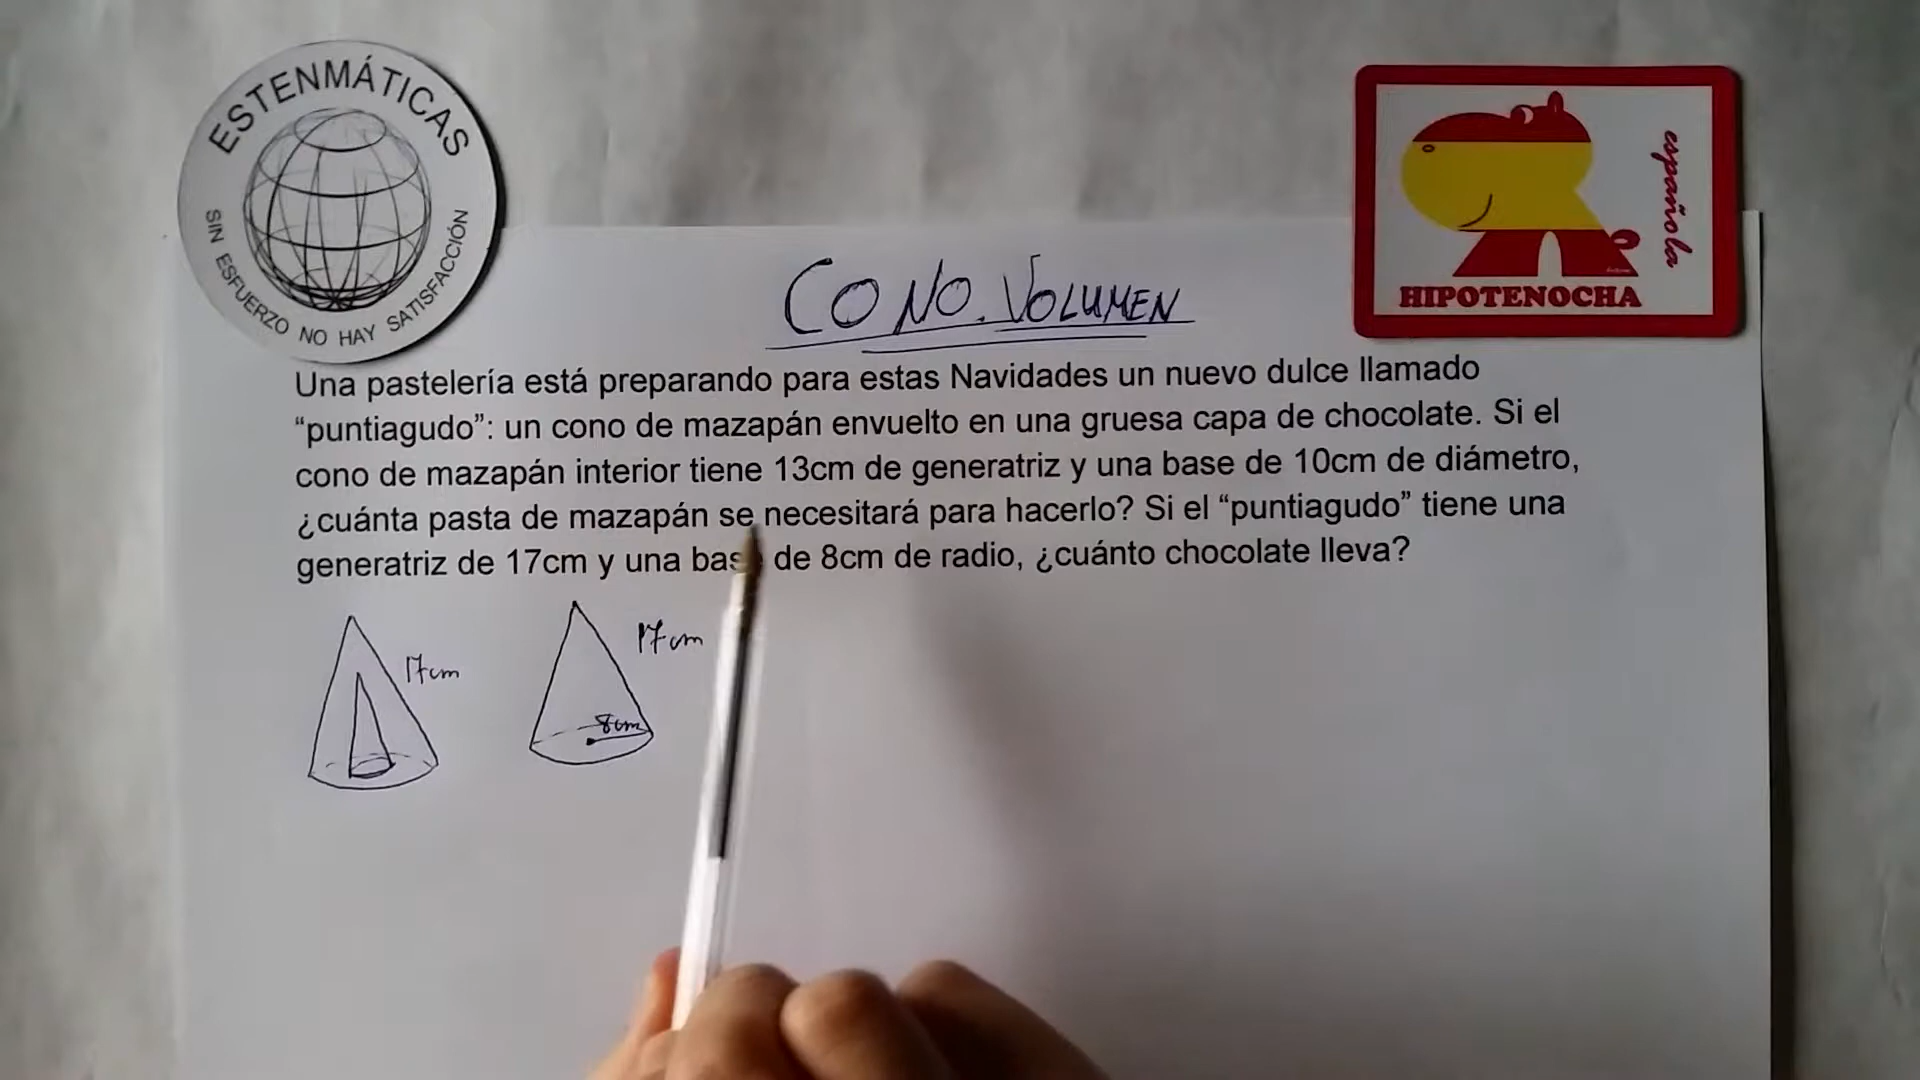 ESTENMÁTICAS
SIN ESFUERZO NO HAY SATISFACCIÓN
española
HIPOTENOCHA
CONO. VOLUMEN
Una pastelería está preparando para estas Navidades un nuevo dulce llamado
“puntiagudo”: un cono de mazapán envuelto en una gruesa capa de chocolate. Si el
cono de mazapán interior tiene 13cm de generatriz y una base de 10cm de diámetro,
¿cuánta pasta de mazapán se necesitará para hacerlo? Si el “puntiagudo” tiene una
generatriz de 17cm y una base de 8cm de radio, ¿cuánto chocolate lleva?
17cm
17cm
8cm